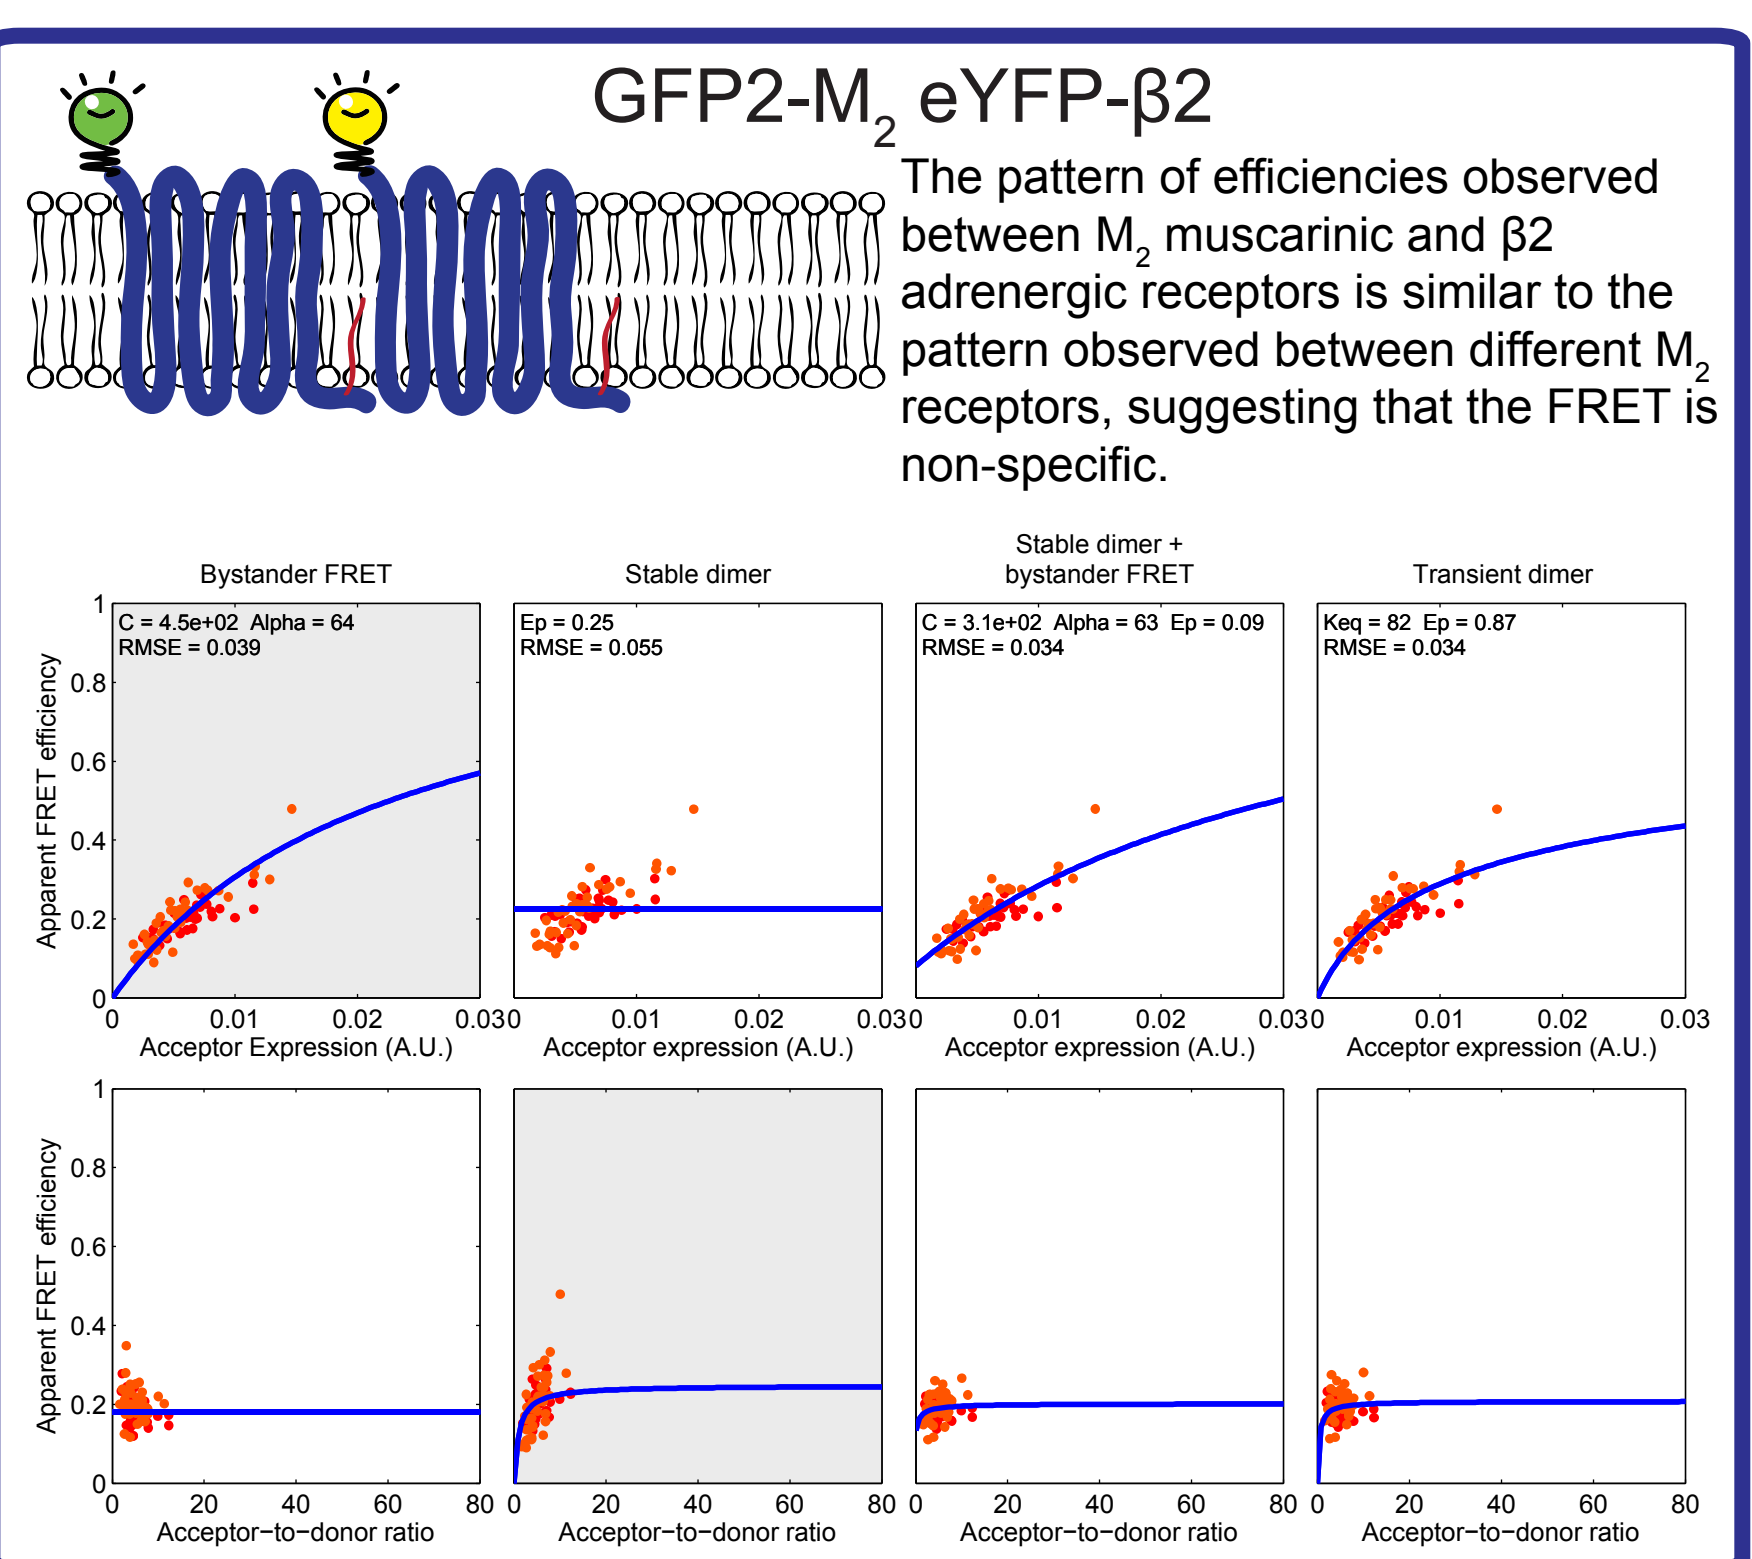 GFP2-M2 eYFP-β2
The pattern of efficiencies observed
between M2 muscarinic and β2
adrenergic receptors is similar to the
pattern observed between different M2
receptors, suggesting that the FRET is
non-specific.
Bystander FRET
Stable dimer
Stable dimer +
bystander FRET
Transient dimer
C = 4.5e+02 Alpha = 64
RMSE = 0.039
Ep = 0.25
RMSE = 0.055
C = 3.1e+02 Alpha = 63 Ep = 0.09
RMSE = 0.034
Keq = 82 Ep = 0.87
RMSE = 0.034
Apparent FRET efficiency
1
0.8
0.6
0.4
0.2
0
0 0.01 0.02 0.03
0 0.01 0.02 0.03
0 0.01 0.02 0.03
0 0.01 0.02 0.03
Acceptor Expression (A.U.)
Acceptor expression (A.U.)
Acceptor expression (A.U.)
Acceptor expression (A.U.)
Apparent FRET efficiency
1
0.8
0.6
0.4
0.2
0
0 20 40 60 80
0 20 40 60 80
0 20 40 60 80
0 20 40 60 80
Acceptor−to−donor ratio
Acceptor−to−donor ratio
Acceptor−to−donor ratio
Acceptor−to−donor ratio